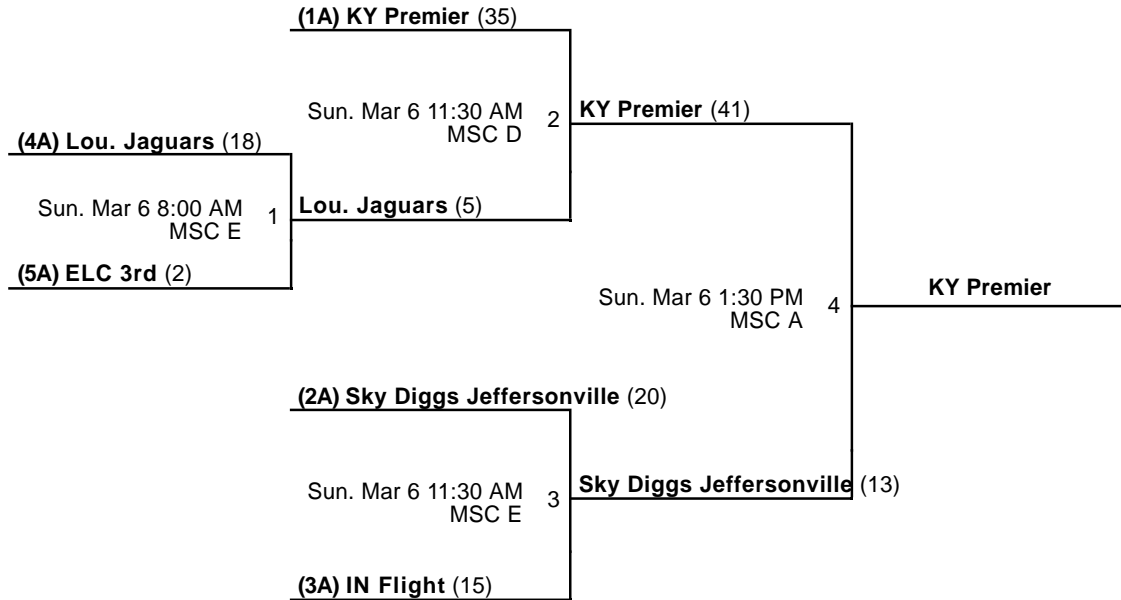 (1A) KY Premier (35)
Sun. Mar 6 11:30 AM 2
MSC D
KY Premier (41)
(4A) Lou. Jaguars (18)
Sun. Mar 6 8:00 AM 1
MSC E
Lou. Jaguars (5)
(5A) ELC 3rd (2)
Sun. Mar 6 1:30 PM 4
MSC A
KY Premier
(2A) Sky Diggs Jeffersonville (20)
Sun. Mar 6 11:30 AM 3
MSC E
Sky Diggs Jeffersonville (13)
(3A) IN Flight (15)